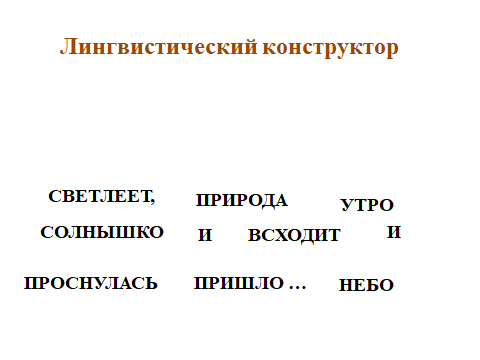 Лингвистический конструктор
СВЕТЛЕЕТ, ПРИРОДА УТРО
СОЛНЫШКО И ВСХОДИТ И
ПРОСНУЛАСЬ ПРИШЛО … НЕБО